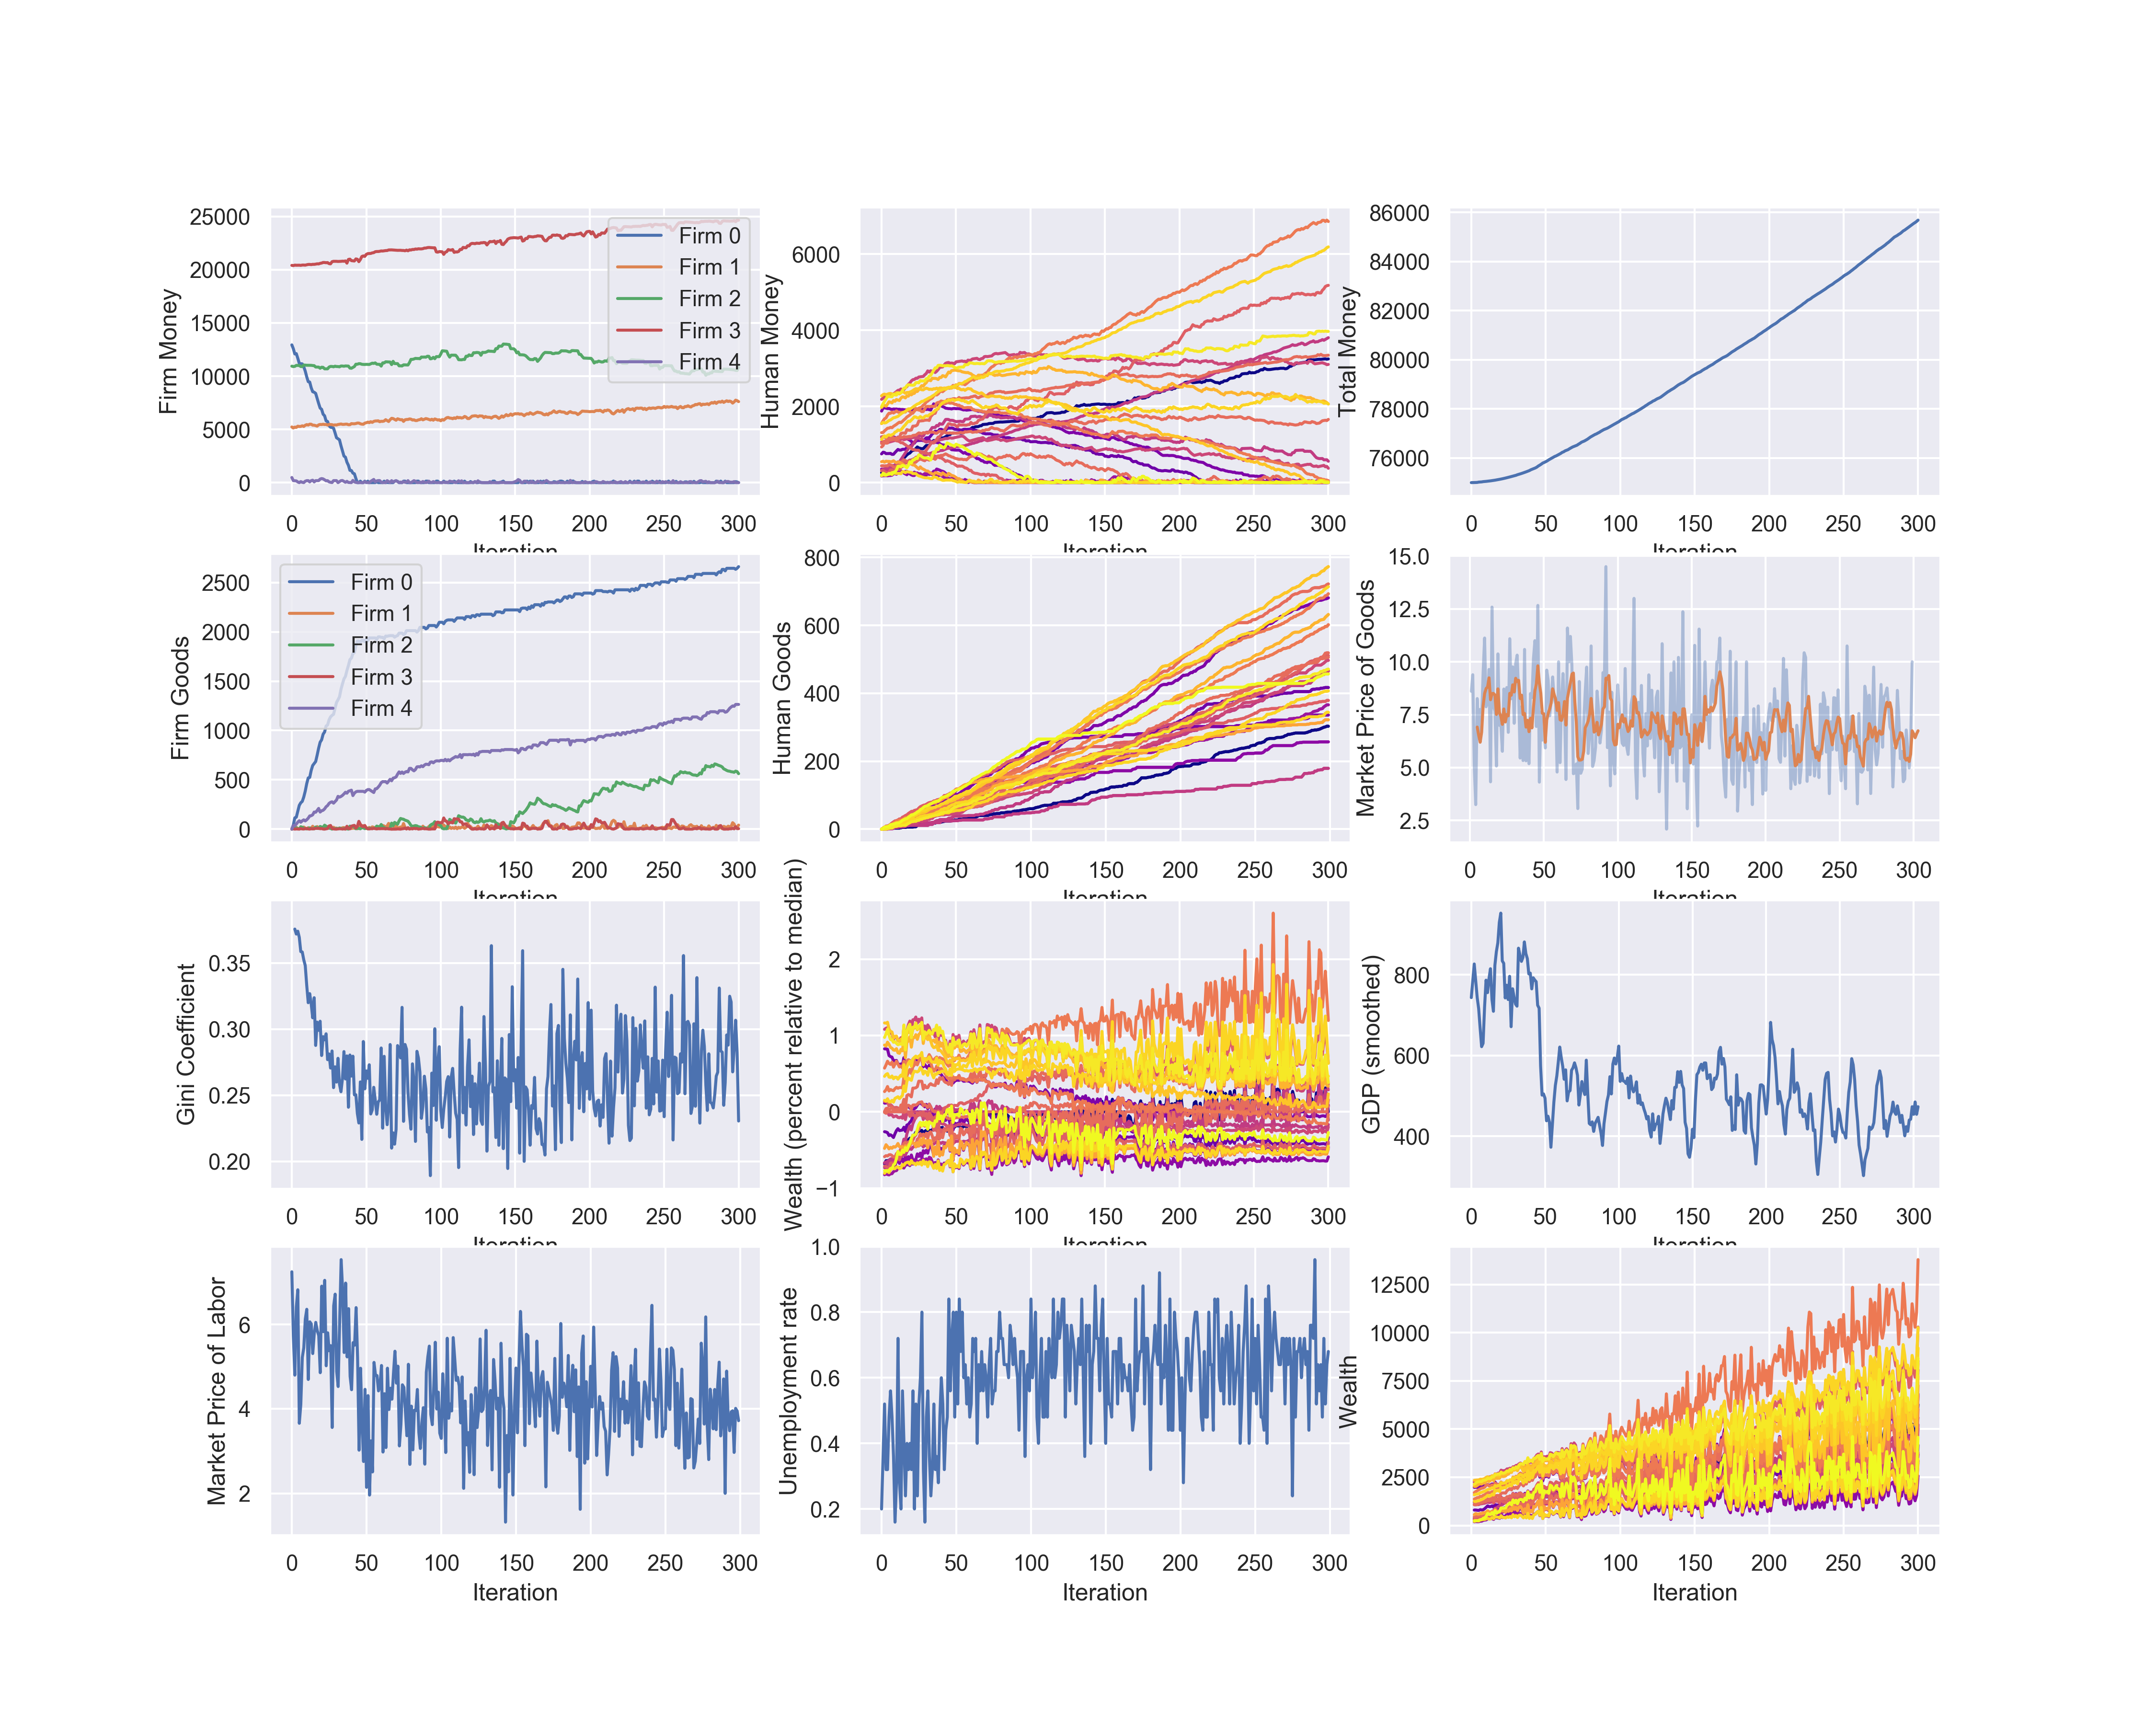 Firm Money
25000
20000
15000
10000
5000
0
0 50 100 150 200 250 300
Iteration
Firm 0
Firm 1
Firm 2
Firm 3
Firm 4
Human Money
6000
4000
2000
0
0 50 100 150 200 250 300
Iteration
Total Money
86000
84000
82000
80000
78000
76000
0 50 100 150 200 250 300
Iteration
Firm Goods
2500
2000
1500
1000
500
0
0 50 100 150 200 250 300
Iteration
Firm 0
Firm 1
Firm 2
Firm 3
Firm 4
Human Goods
800
600
400
200
0
0 50 100 150 200 250 300
Iteration
Market Price of Goods
15.0
12.5
10.0
7.5
5.0
2.5
0 50 100 150 200 250 300
Iteration
Gini Coefficient
0.35
0.30
0.25
0.20
0 50 100 150 200 250 300
Iteration
Wealth (percent relative to median)
2
1
0
−1
0 50 100 150 200 250 300
Iteration
GDP (smoothed)
800
600
400
0 50 100 150 200 250 300
Iteration
Market Price of Labor
6
4
2
0 50 100 150 200 250 300
Iteration
Unemployment rate
1.0
0.8
0.6
0.4
0.2
0 50 100 150 200 250 300
Iteration
Wealth
12500
10000
7500
5000
2500
0
0 50 100 150 200 250 300
Iteration